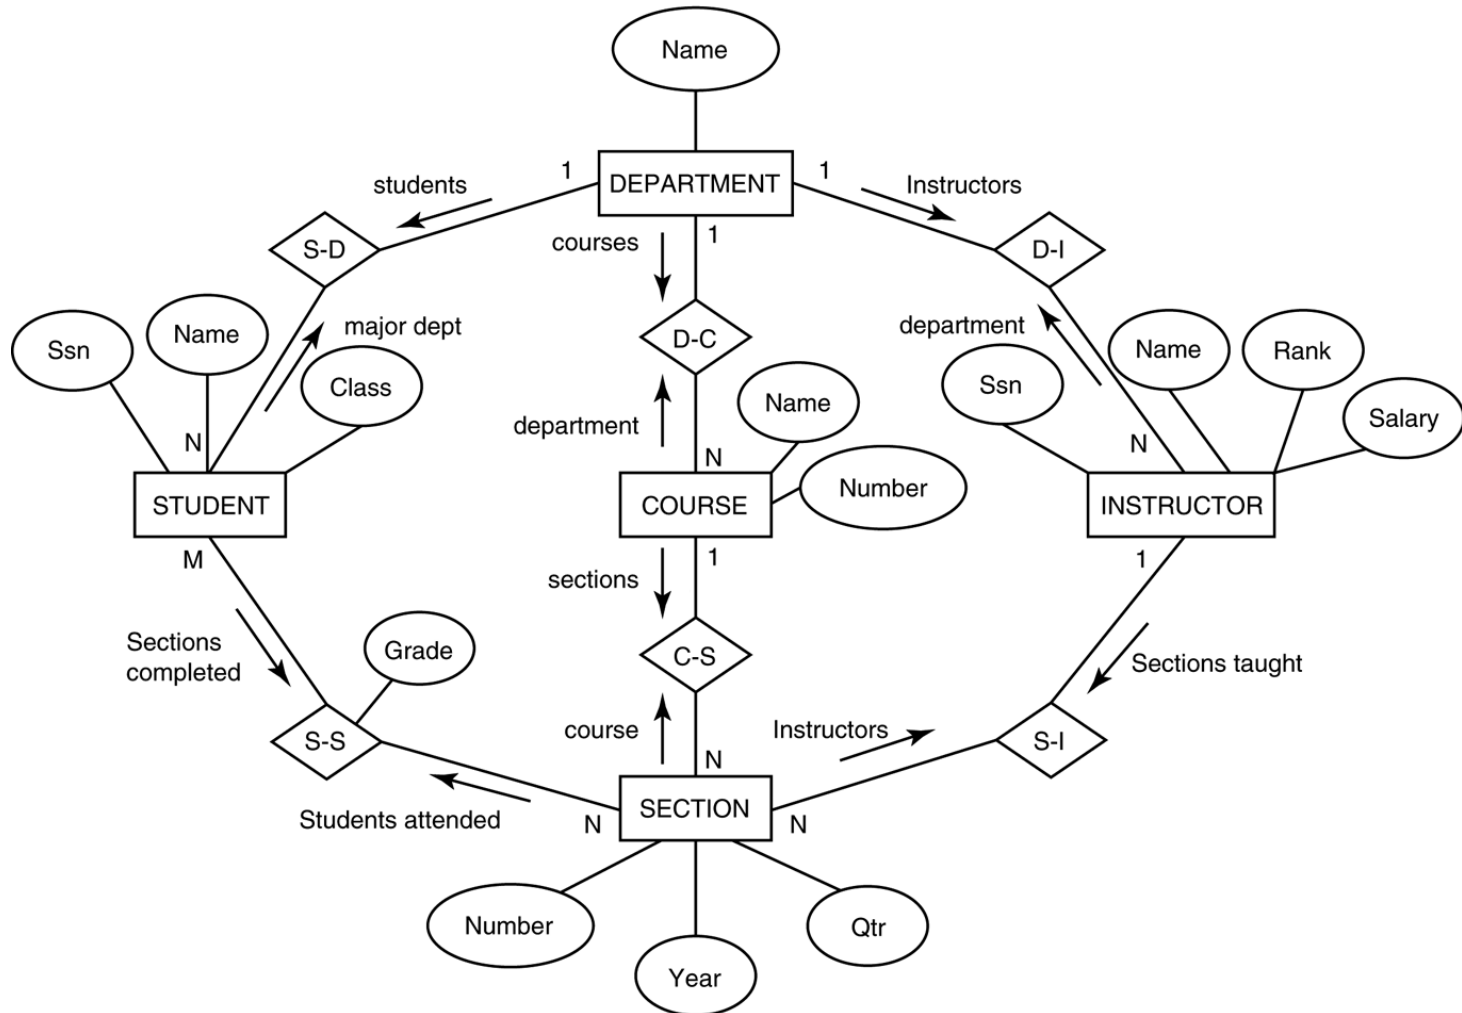 Name
1
DEPARTMENT
1
students
Instructors
S-D
courses
1
D-I
Ssn
Name
major dept
D-C
department
Name
Rank
Class
Ssn
Name
Salary
department
N
N
N
Number
STUDENT
COURSE
INSTRUCTOR
M
1
1
sections
Sections
completed
Grade
C-S
Sections taught
S-S
course
Instructors
S-I
N
Students attended
N
SECTION
N
Number
Qtr
Year